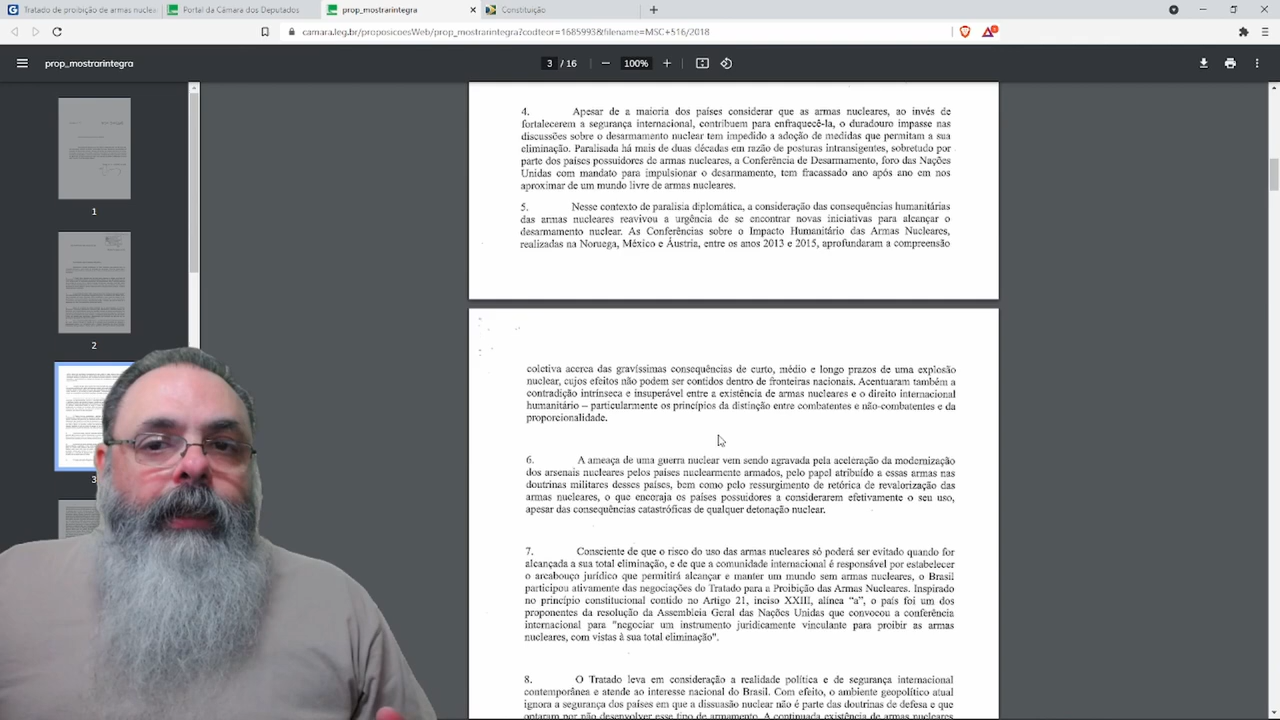 Tratado de proibição de armas nucle
Portal da Câmara dos Deputados
prop_mostrarintegra
Constituição
camara.leg.br/proposicoesWeb/prop_mostrarintegra?codteor=1685993&filename=MSC+516/2018
prop_mostrarintegra
3 / 16
100%
1
2
3
4. Apesar de a maioria dos países considerar que as armas nucleares, ao invés de
fortalecerem a segurança internacional, contribuem para enfraquecê-la, o duradouro impasse nas
discussões sobre o desarmamento nuclear tem impedido a adoção de medidas que permitam a sua
eliminação. Paralisada há mais de duas décadas em razão de posturas intransigentes, sobretudo por
parte dos países possuidores de armas nucleares, a Conferência de Desarmamento, foro das Nações
Unidas com mandato para impulsionar o desarmamento, tem fracassado ano após ano em nos
aproximar de um mundo livre de armas nucleares.
5. Nesse contexto de paralisia diplomática, a consideração das consequências humanitárias
das armas nucleares reavivou a urgência de se encontrar novas iniciativas para alcançar o
desarmamento nuclear. As Conferências sobre o Impacto Humanitário das Armas Nucleares,
realizadas na Noruega, México e Áustria, entre os anos 2013 e 2015, aprofundaram a compreensão
coletiva acerca das gravíssimas consequências de curto, médio e longo prazos de uma explosão
nuclear, cujos efeitos não podem ser contidos dentro de fronteiras nacionais. Acentuaram também a
contradição intrínseca e insuperável entre a existência de armas nucleares e o direito internacional
humanitário – particularmente os princípios da distinção entre combatentes e não-combatentes e da
proporcionalidade.
6. A ameaça de uma guerra nuclear vem sendo agravada pela aceleração da modernização
dos arsenais nucleares pelos países nuclearmente armados, pelo papel atribuído a essas armas nas
doutrinas militares desses países, bem como pelo ressurgimento de retórica de revalorização das
armas nucleares, o que encoraja os países possuidores a considerarem efetivamente o seu uso,
apesar das consequências catastróficas de qualquer detonação nuclear.
7. Consciente de que o risco do uso das armas nucleares só poderá ser evitado quando for
alcançada a sua total eliminação, e de que a comunidade internacional é responsável por estabelecer
o arcabouço jurídico que permitirá alcançar e manter um mundo sem armas nucleares, o Brasil
participou ativamente das negociações do Tratado para a Proibição das Armas Nucleares. Inspirado
no princípio constitucional contido no Artigo 21, inciso XXIII, alínea “a”, o país foi um dos
proponentes da resolução da Assembleia Geral das Nações Unidas que convocou a conferência
internacional para "negociar um instrumento juridicamente vinculante para proibir as armas
nucleares, com vistas à sua total eliminação".
8. O Tratado leva em consideração a realidade política e de segurança internacional
contemporânea e atende ao interesse nacional do Brasil. Com efeito, o ambiente geopolítico atual
ignora a segurança dos países em que a dissuasão nuclear não é parte das doutrinas de defesa e que
optaram por não desenvolver esse tipo de armamento. A continuada existência de armas nucleares